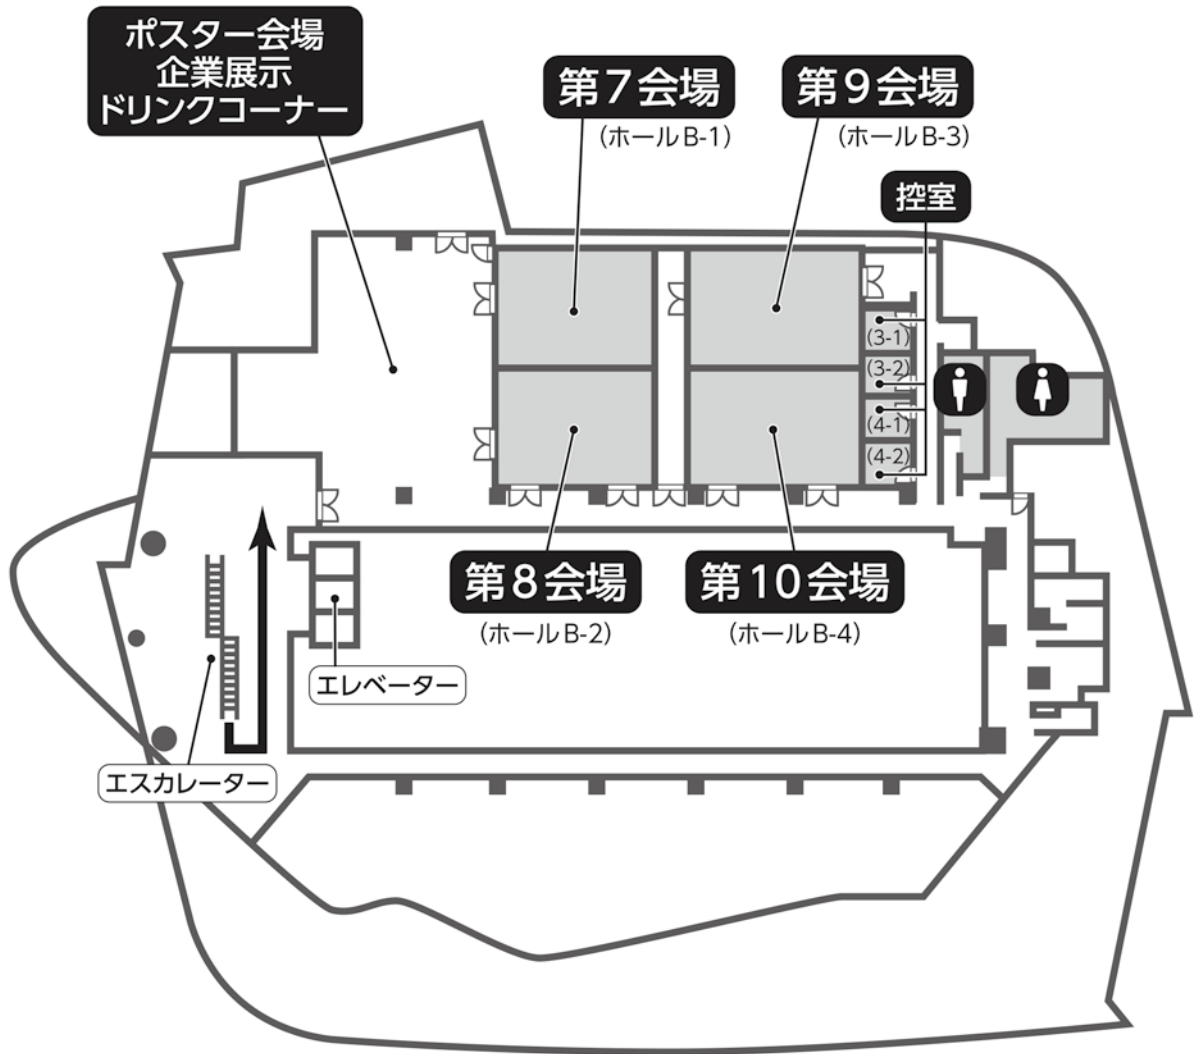 ポスター会場
企業展示
ドリンクコーナー
第7会場
(ホールB-1)
第9会場
(ホールB-3)
控室
(3-1)
(3-2)
(4-1)
(4-2)
第8会場
(ホールB-2)
第10会場
(ホールB-4)
エレベーター
エスカレーター